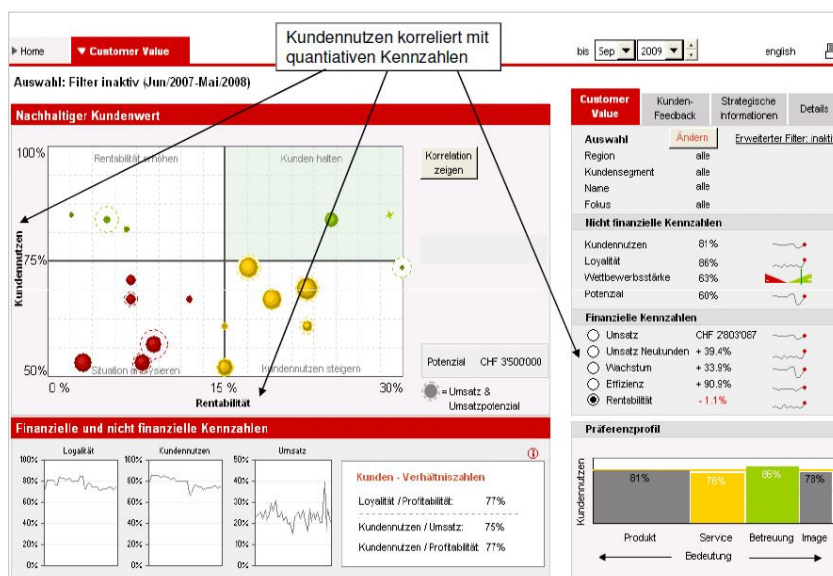 Kundennutzen korreliert mit
quantiativen Kennzahlen
Home
Customer Value
bis Sep 2009
english
Auswahl: Filter inaktiv (Jun/2007-Mai/2008)
Nachhaltiger Kundenwert
100%
75%
50%
Kundennutzen
Rentabilität erhöhen
Kunden halten
Situation analysieren
Kundennutzen steigern
0 %
15 %
30%
Rentabilität
Korrelation
zeigen
Potenzial CHF 3'500'000
= Umsatz &
Umsatzpotenzial
Customer
Value
Kunden-
Feedback
Strategische
Informationen
Details
Auswahl
Ändern
Erweiterter Filter: inakti
Region alle
Kundensegment alle
Name alle
Fokus alle
Nicht finanzielle Kennzahlen
Kundennutzen 81%
Loyalität 86%
Wettbewerbsstärke 63%
Potenzial 60%
Finanzielle Kennzahlen
Umsatz CHF 2'803'087
Umsatz Neukunden + 39.4%
Wachstum + 33.9%
Effizienz + 90.9%
Rentabilität - 1.1%
Finanzielle und nicht finanzielle Kennzahlen
Loyalität
100%
80%
60%
40%
20%
0%
Kundennutzen
100%
80%
60%
40%
20%
0%
Umsatz
50%
40%
30%
20%
10%
0%
Kunden - Verhältniszahlen
Loyalität / Profitabilität: 77%
Kundennutzen / Umsatz: 75%
Kundennutzen / Profitabilität 77%
Präferenzprofil
Kundennutzen
81%
76%
86%
78%
Produkt
Service
Betreuung
Image
Bedeutung